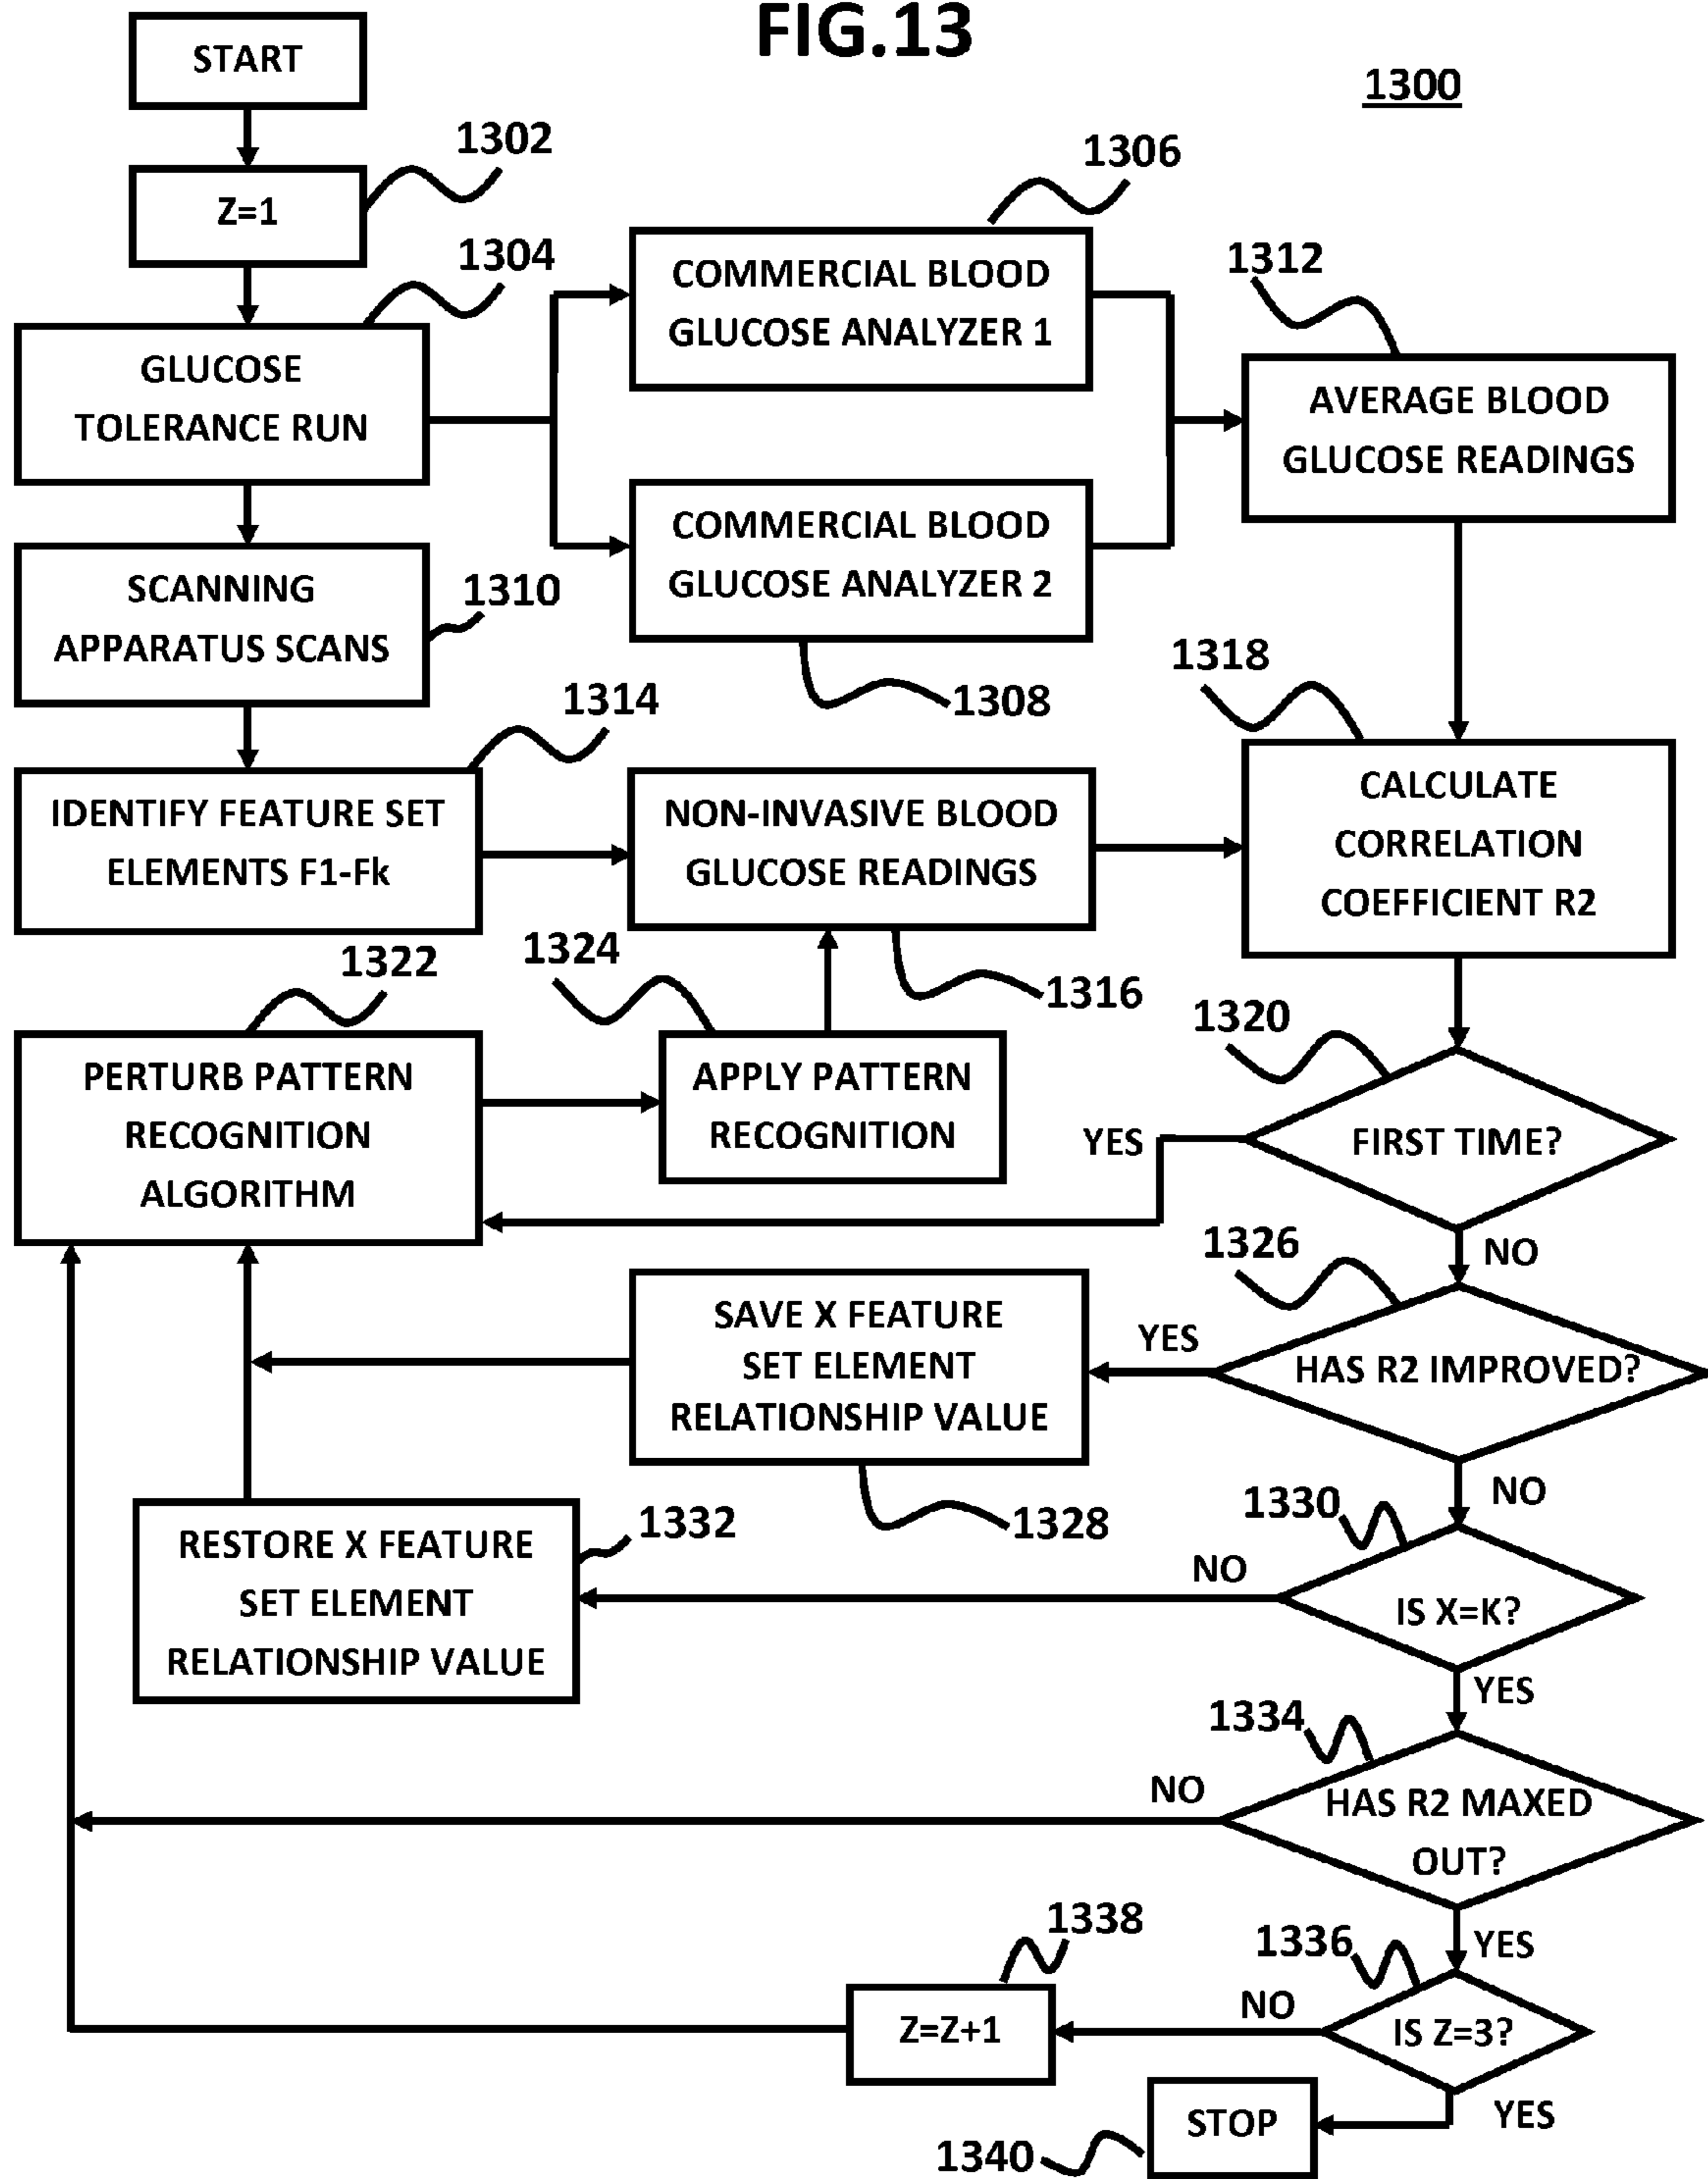 FIG.13
1300
START
1302
Z=1
1304
GLUCOSE
TOLERANCE RUN
1306
COMMERCIAL BLOOD
GLUCOSE ANALYZER 1
1312
AVERAGE BLOOD
GLUCOSE READINGS
COMMERCIAL BLOOD
GLUCOSE ANALYZER 2
1308
SCANNING
APPARATUS SCANS
1310
1314
IDENTIFY FEATURE SET
ELEMENTS F1-Fk
NON-INVASIVE BLOOD
GLUCOSE READINGS
1316
1318
CALCULATE
CORRELATION
COEFFICIENT R2
1322
PERTURB PATTERN
RECOGNITION
ALGORITHM
1324
APPLY PATTERN
RECOGNITION
1320
YES
FIRST TIME?
NO
1326
SAVE X FEATURE
SET ELEMENT
RELATIONSHIP VALUE
1328
YES
HAS R2 IMPROVED?
NO
RESTORE X FEATURE
SET ELEMENT
RELATIONSHIP VALUE
1332
1330
NO
IS X=K?
YES
1334
NO
HAS R2 MAXED
OUT?
YES
1338
Z=Z+1
1336
NO
IS Z=3?
YES
STOP
1340